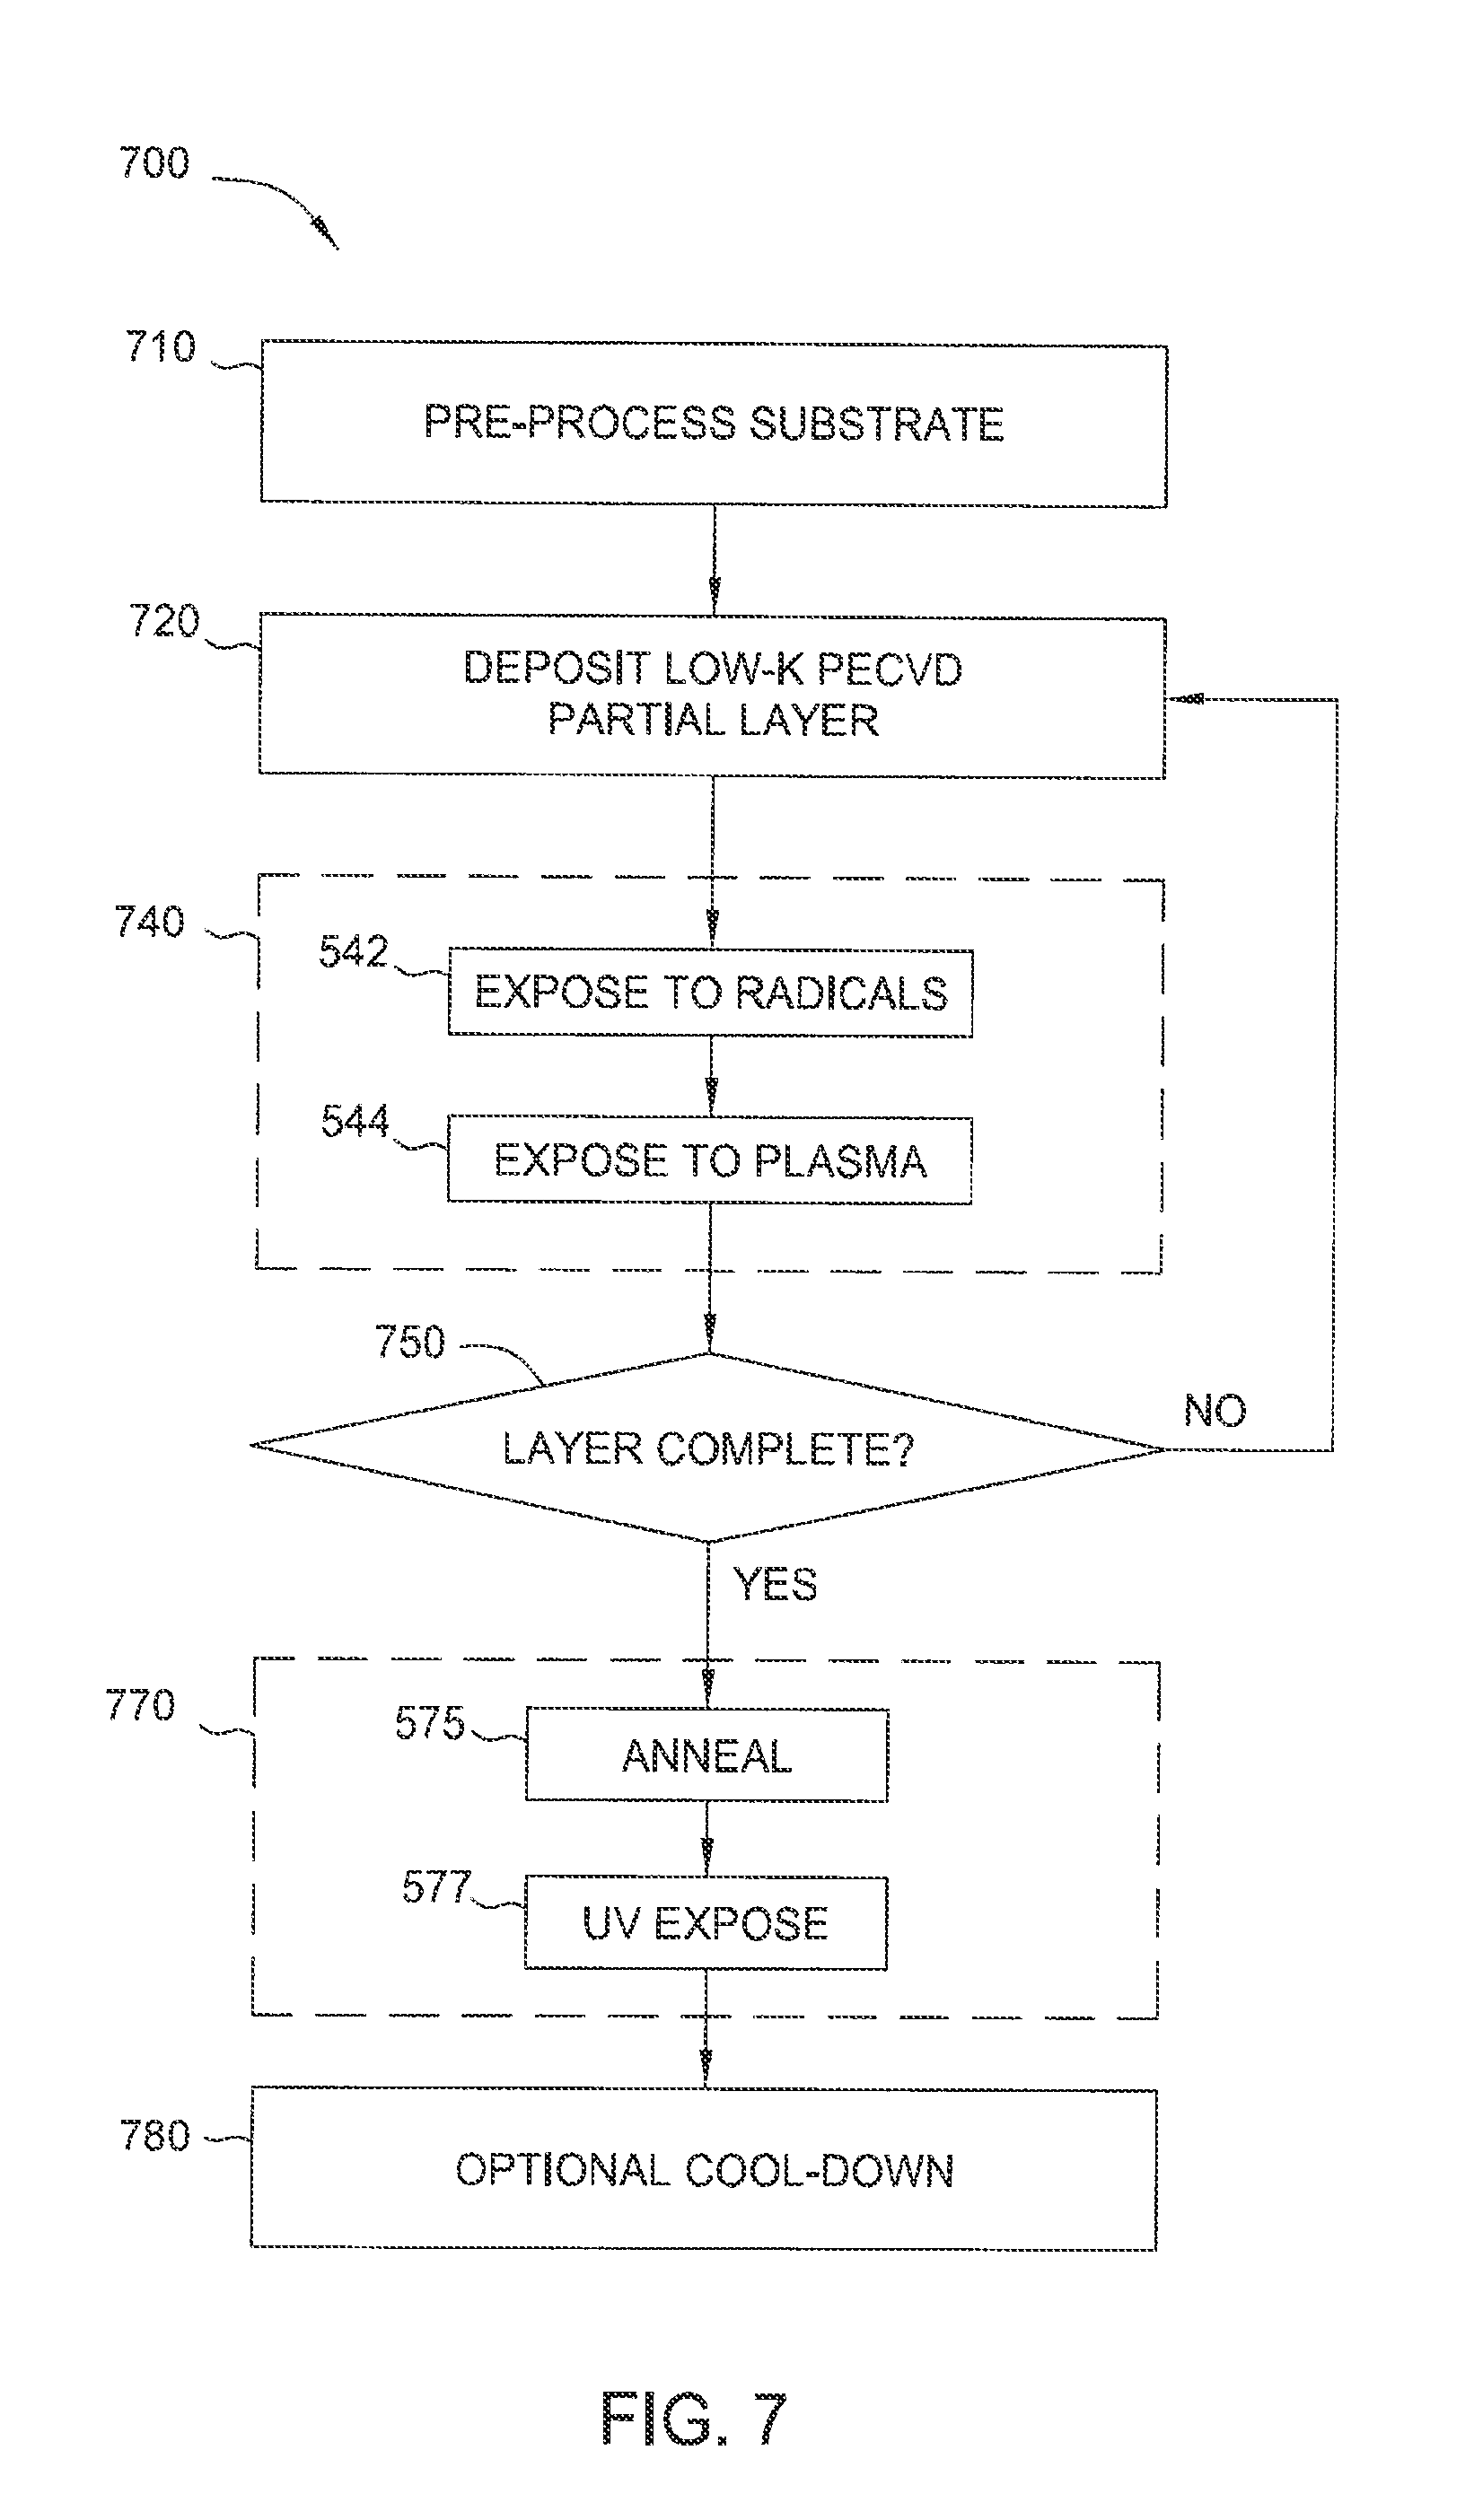 700
710
PRE-PROCESS SUBSTRATE
720
DEPOSIT LOW-K PECVD
PARTIAL LAYER
740
542
EXPOSE TO RADICALS
544
EXPOSE TO PLASMA
750
LAYER COMPLETE?
NO
YES
770
575
ANNEAL
577
UV EXPOSE
780
OPTIONAL COOL-DOWN
FIG. 7